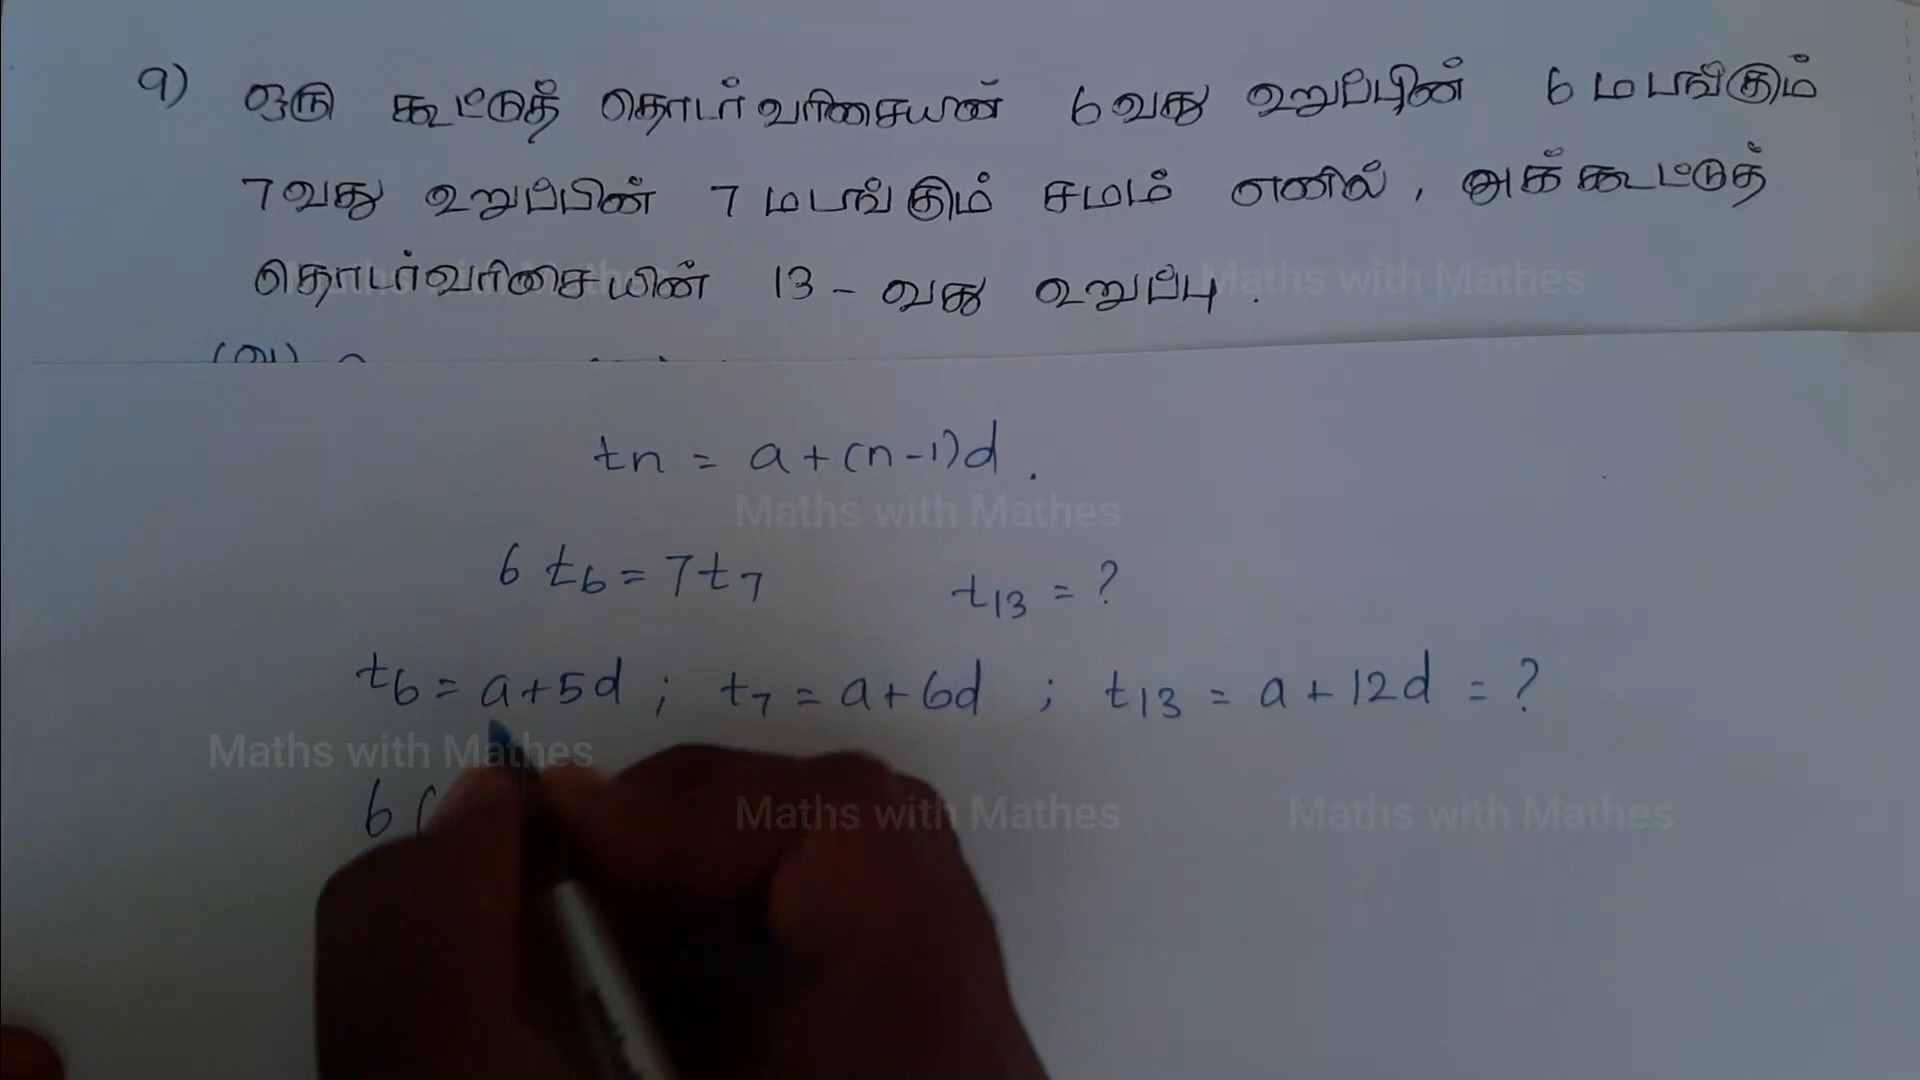 9) ஒரு கூட்டுத் தொடர்வரிசையின் 6வது உறுப்பின் 6 மடங்கும்
7வது உறுப்பின் 7 மடங்கும் சமம் எனில், அக்கூட்டுத்
தொடர்வரிசையின் 13 - வது உறுப்பு.
Maths with Mathes
tn = a+(n-1)d.
Maths with Mathes
6 t6 = 7t7 t13 = ?
t6 = a+5d ; t7 = a+6d ; t13 = a+12d = ?
Maths with Mathes
6(
Maths with Mathes Maths with Mathes